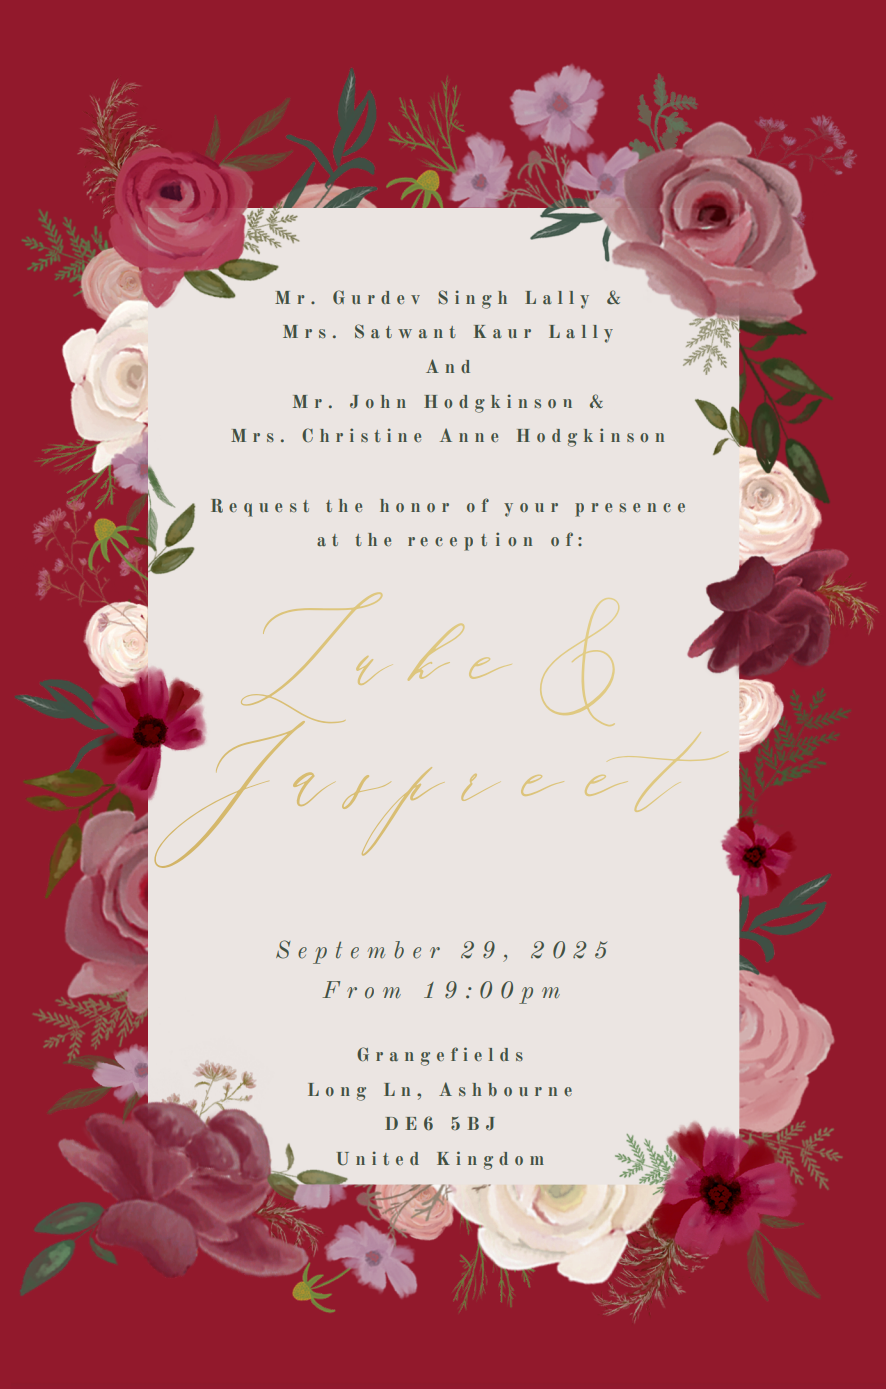 Mr. Gurdev Singh Lally &
Mrs. Satwant Kaur Lally
And
Mr. John Hodgkinson &
Mrs. Christine Anne Hodgkinson
Request the honor of your presence
at the reception of:
Luke &
Jaspreet
September 29, 2025
From 19:00pm
Grangefields
Long Ln, Ashbourne
DE6 5BJ
United Kingdom